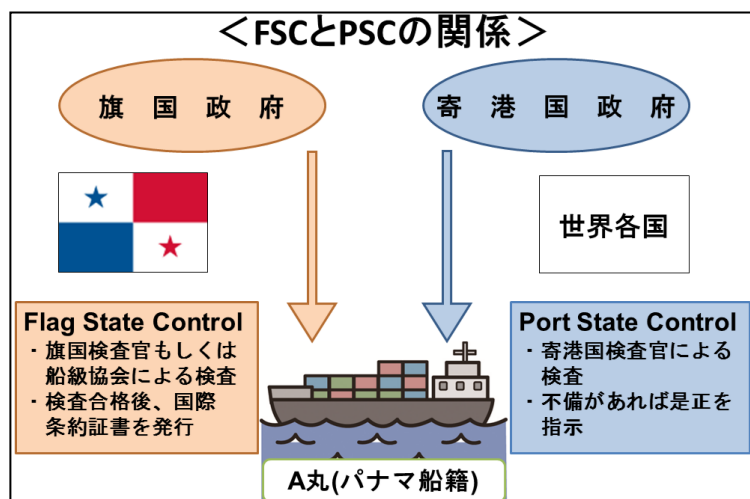 ＜FSCとPSCの関係＞
旗国政府
寄港国政府
世界各国
Flag State Control
・旗国検査官もしくは
船級協会による検査
・検査合格後、国際
条約証書を発行
Port State Control
・寄港国検査官による
検査
・不備があれば是正を
指示
A丸(パナマ船籍)